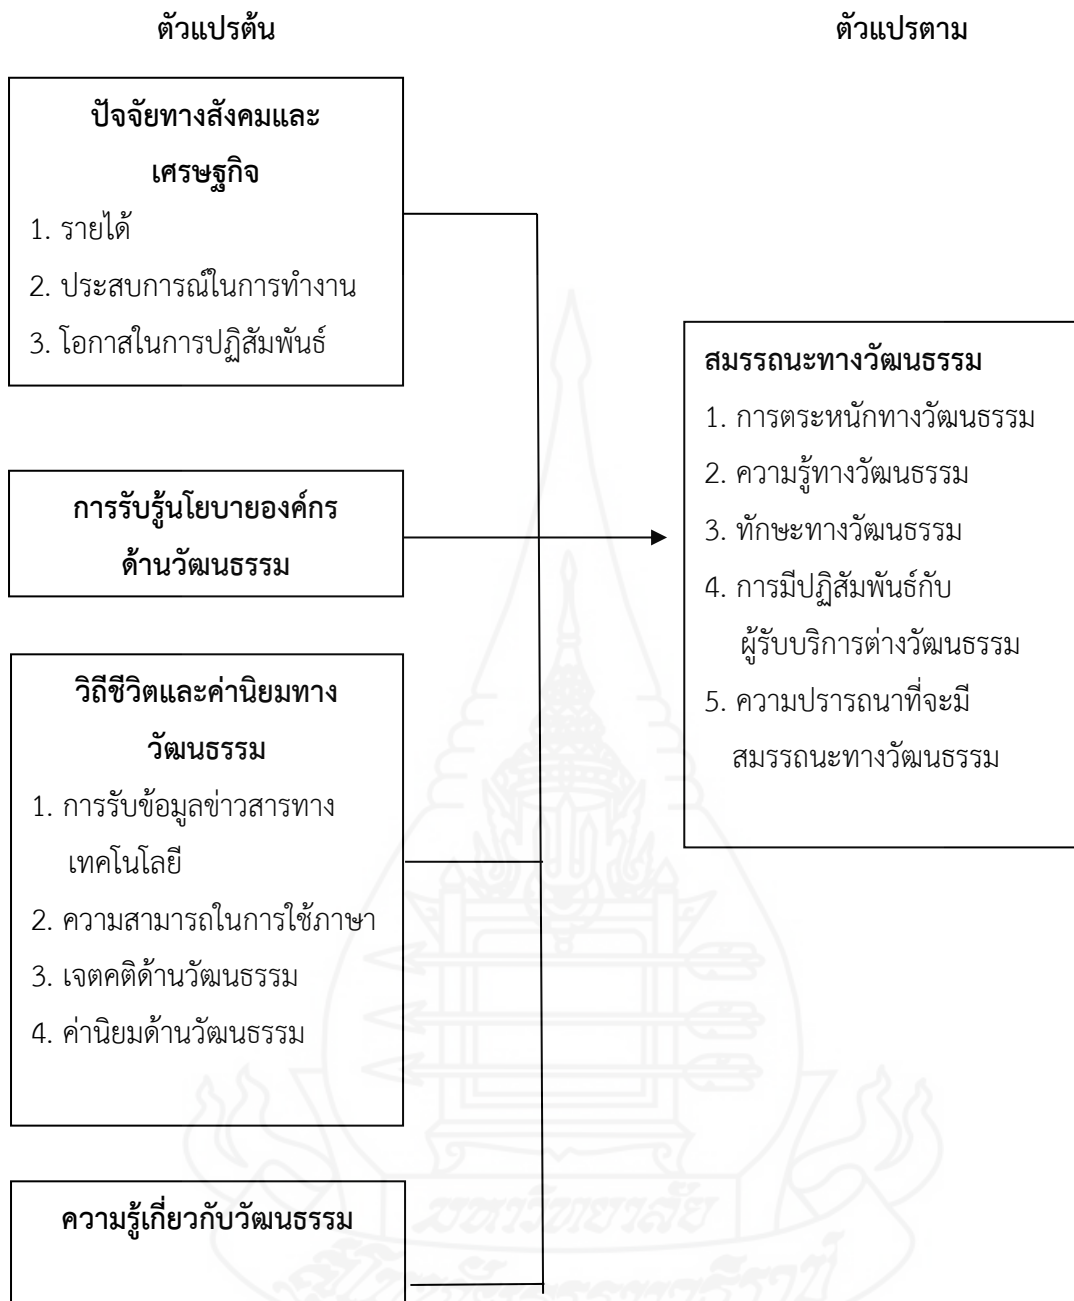 ตัวแปรต้น
ตัวแปรตาม
ปัจจัยทางสังคมและ
เศรษฐกิจ
1. รายได้
2. ประสบการณ์ในการทำงาน
3. โอกาสในการปฏิสัมพันธ์
การรับรู้นโยบายองค์กร
ด้านวัฒนธรรม
วิถีชีวิตและค่านิยมทาง
วัฒนธรรม
1. การรับข้อมูลข่าวสารทาง
เทคโนโลยี
2. ความสามารถในการใช้ภาษา
3. เจตคติด้านวัฒนธรรม
4. ค่านิยมด้านวัฒนธรรม
ความรู้เกี่ยวกับวัฒนธรรม
สมรรถนะทางวัฒนธรรม
1. การตระหนักทางวัฒนธรรม
2. ความรู้ทางวัฒนธรรม
3. ทักษะทางวัฒนธรรม
4. การมีปฏิสัมพันธ์กับ
ผู้รับบริการต่างวัฒนธรรม
5. ความปรารถนาที่จะมี
สมรรถนะทางวัฒนธรรม
มหาวิทยาลัย